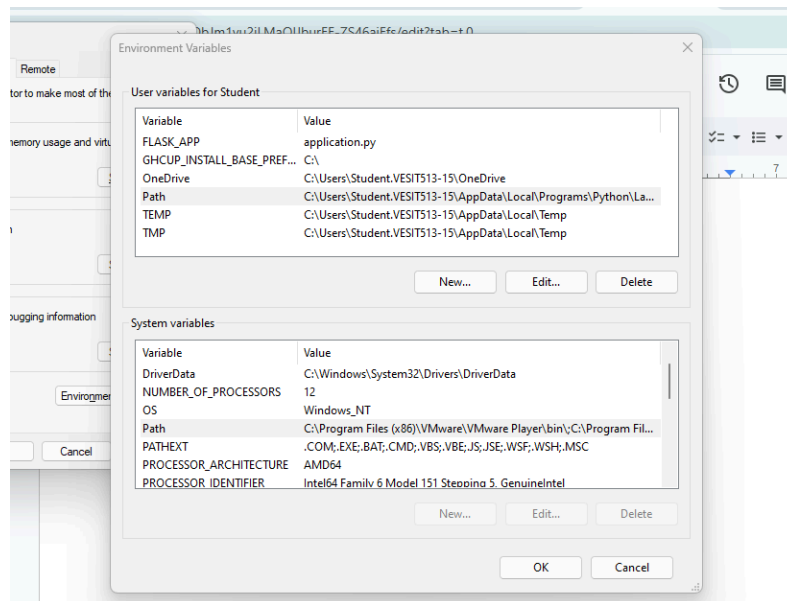 Remote
tor to make most of the
memory usage and virtu
bugging information
Environmer
Cancel
Environment Variables
User variables for Student
Variable Value
FLASK_APP application.py
GHCUP_INSTALL_BASE_PREF... C:\
OneDrive C:\Users\Student.VESIT513-15\OneDrive
Path C:\Users\Student.VESIT513-15\AppData\Local\Programs\Python\La...
TEMP C:\Users\Student.VESIT513-15\AppData\Local\Temp
TMP C:\Users\Student.VESIT513-15\AppData\Local\Temp
New... Edit... Delete
System variables
Variable Value
DriverData C:\Windows\System32\Drivers\DriverData
NUMBER_OF_PROCESSORS 12
OS Windows_NT
Path C:\Program Files (x86)\VMware\VMware Player\bin\;C:\Program Fil...
PATHEXT .COM;.EXE;.BAT;.CMD;.VBS;.VBE;.JS;.JSE;.WSF;.WSH;.MSC
PROCESSOR_ARCHITECTURE AMD64
PROCESSOR_IDENTIFIER Intel64 Family 6 Model 151 Stepping 5, GenuineIntel
New... Edit... Delete
OK Cancel
7